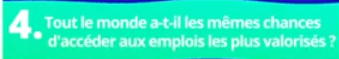 4. Tout le monde a-t-il les mêmes chances
d'accéder aux emplois les plus valorisés ?